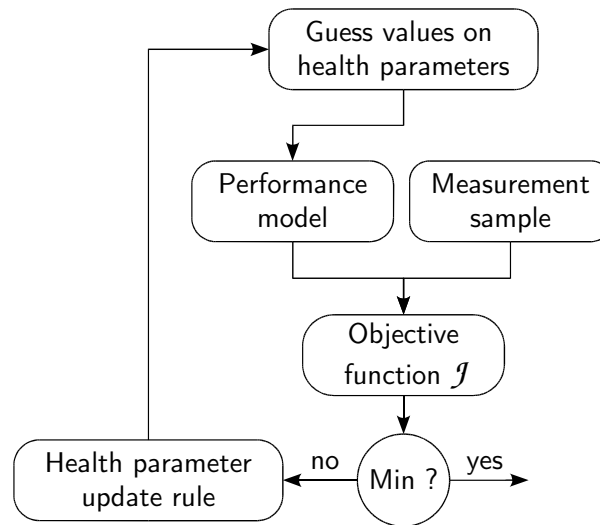 Guess values on
health parameters
Performance
model
Measurement
sample
Objective
function 𝒥
Health parameter
update rule
no
Min ?
yes